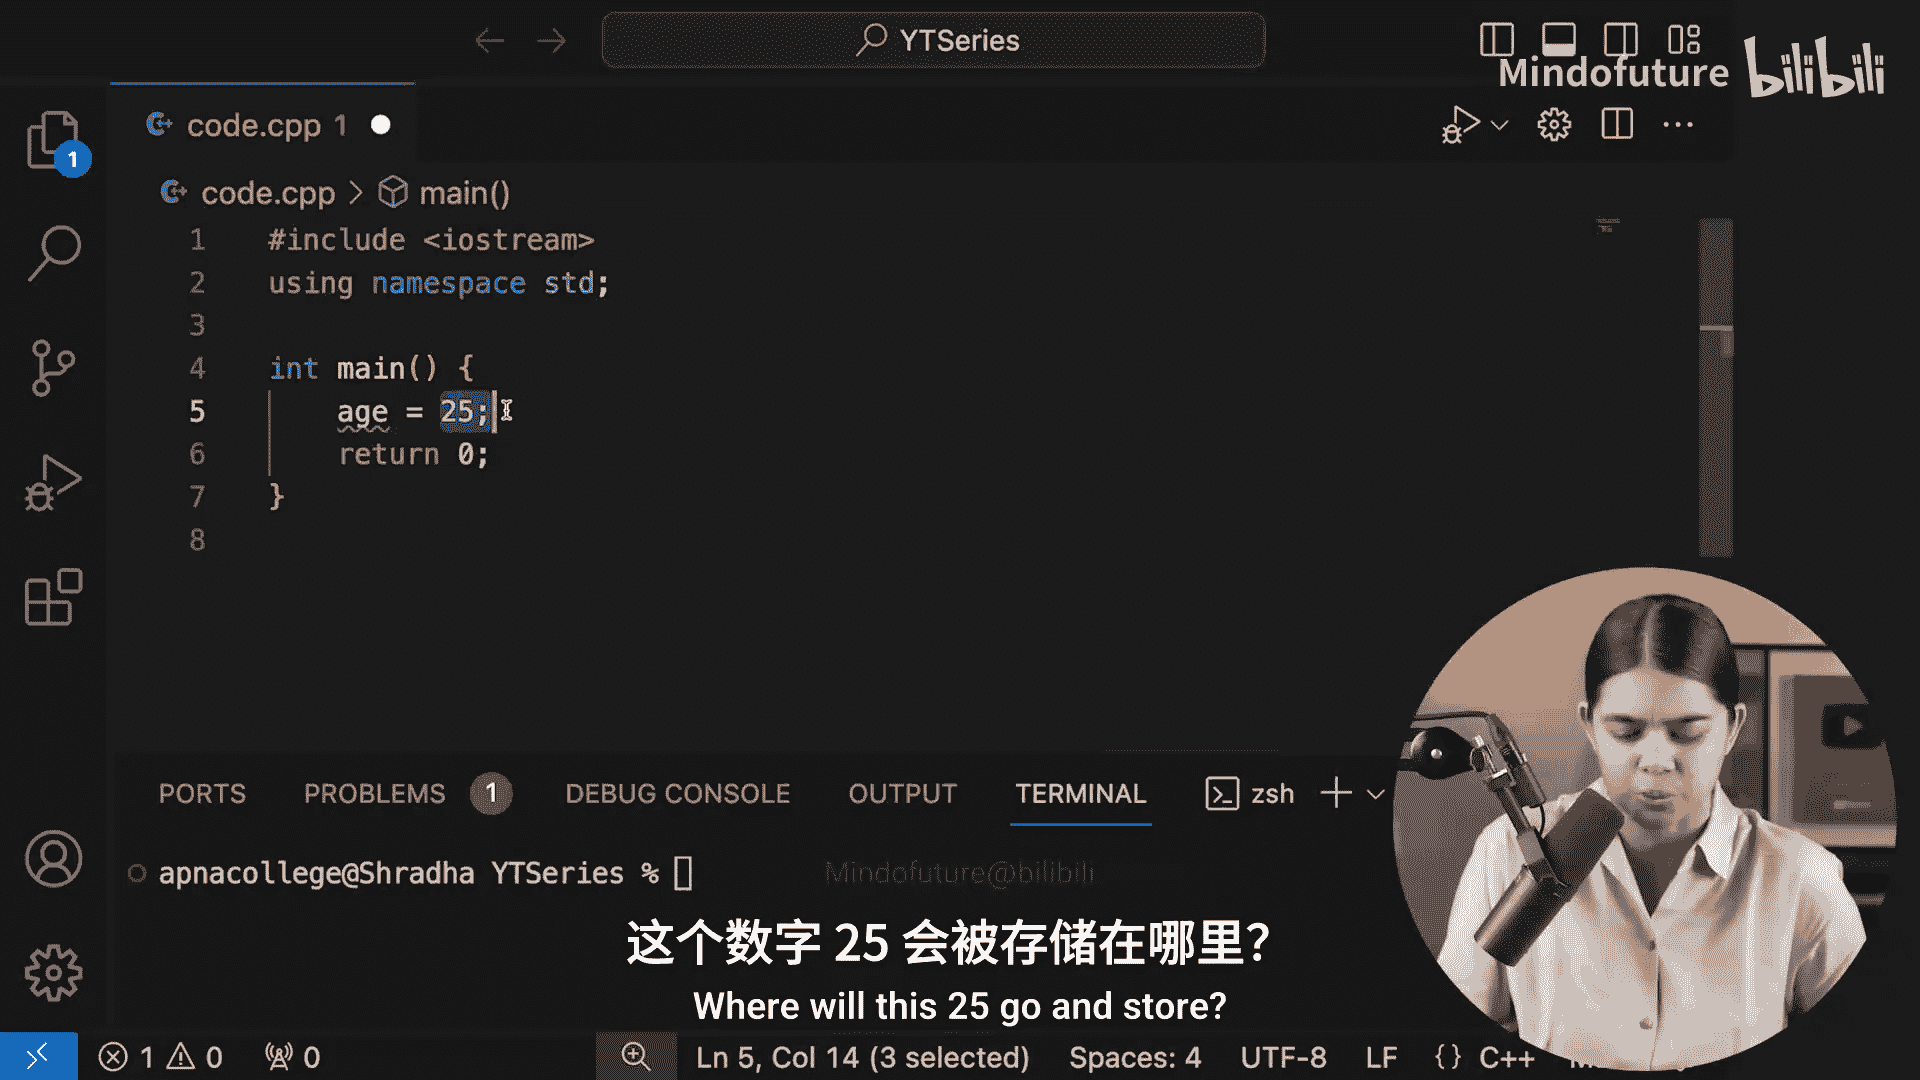 YTSeries
Mindofuture bilibili
code.cpp 1
1
code.cpp > main()
1 #include <iostream>
2 using namespace std;
3
4 int main() {
5 age = 25;
6 return 0;
7 }
8
PORTS PROBLEMS 1 DEBUG CONSOLE OUTPUT TERMINAL zsh
apnacollege@Shradha YTSeries %
Mindofuture@bilibili
这个数字 25 会被存储在哪里？
Where will this 25 go and store?
1 0 0 Ln 5, Col 14 (3 selected) Spaces: 4 UTF-8 LF {} C++